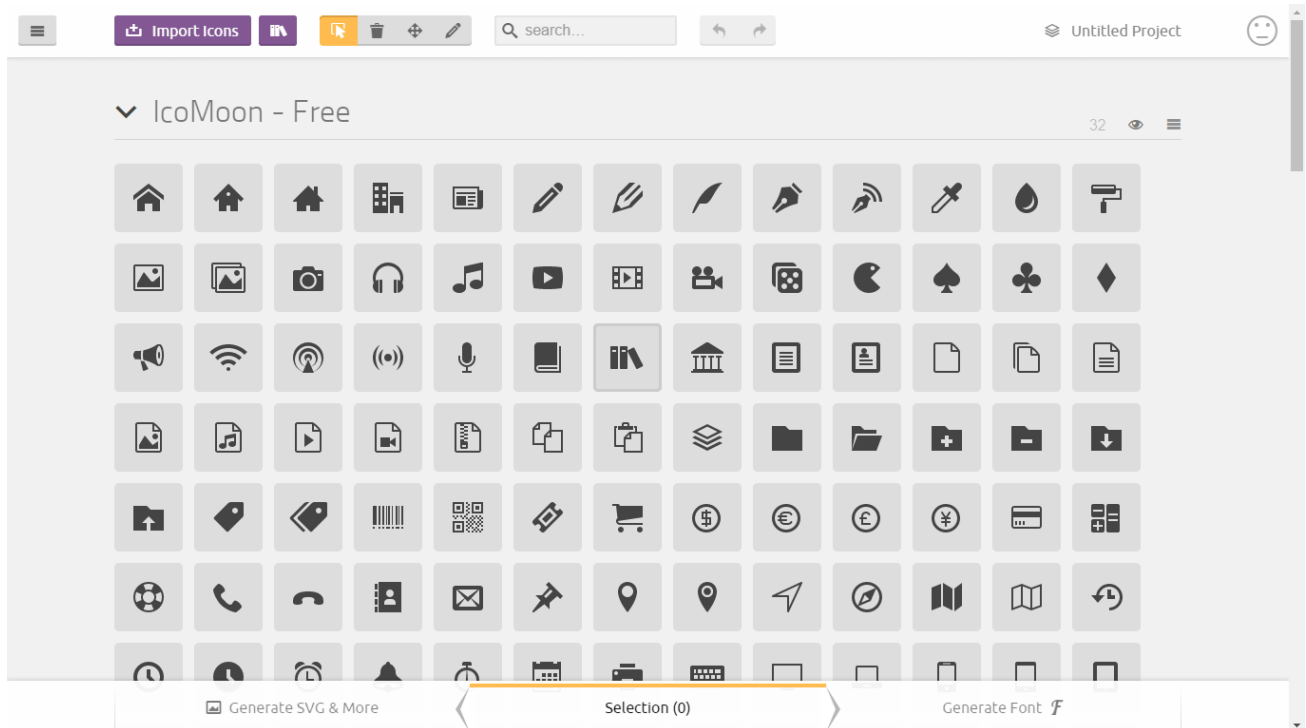 Import Icons search... Untitled Project
IcoMoon - Free
32
Generate SVG & More Selection (0) Generate Font F